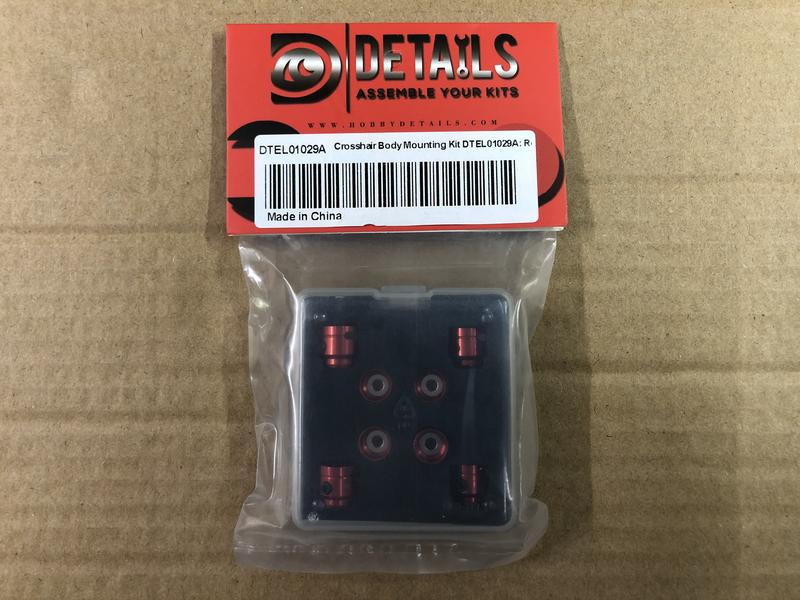 DETAILS
ASSEMBLE YOUR KITS
WWW.HOBBYDETAILS.COM
DTEL01029A Crosshair Body Mounting Kit DTEL01029A: R
Made in China